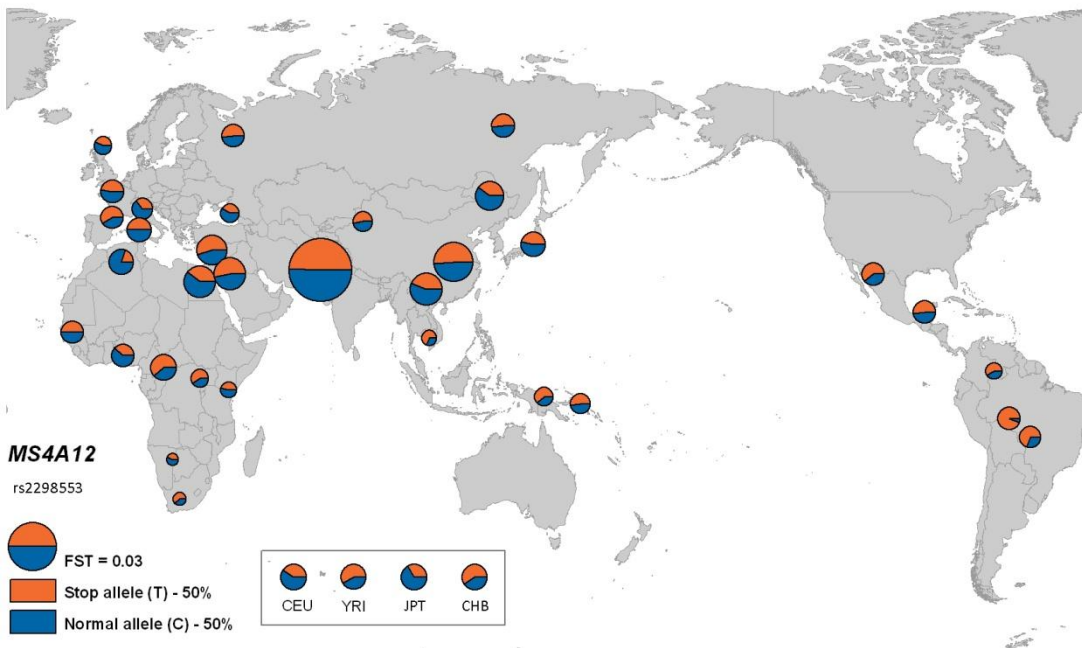 MS4A12
rs2298553
FST = 0.03
Stop allele (T) - 50%
Normal allele (C) - 50%
CEU YRI JPT CHB